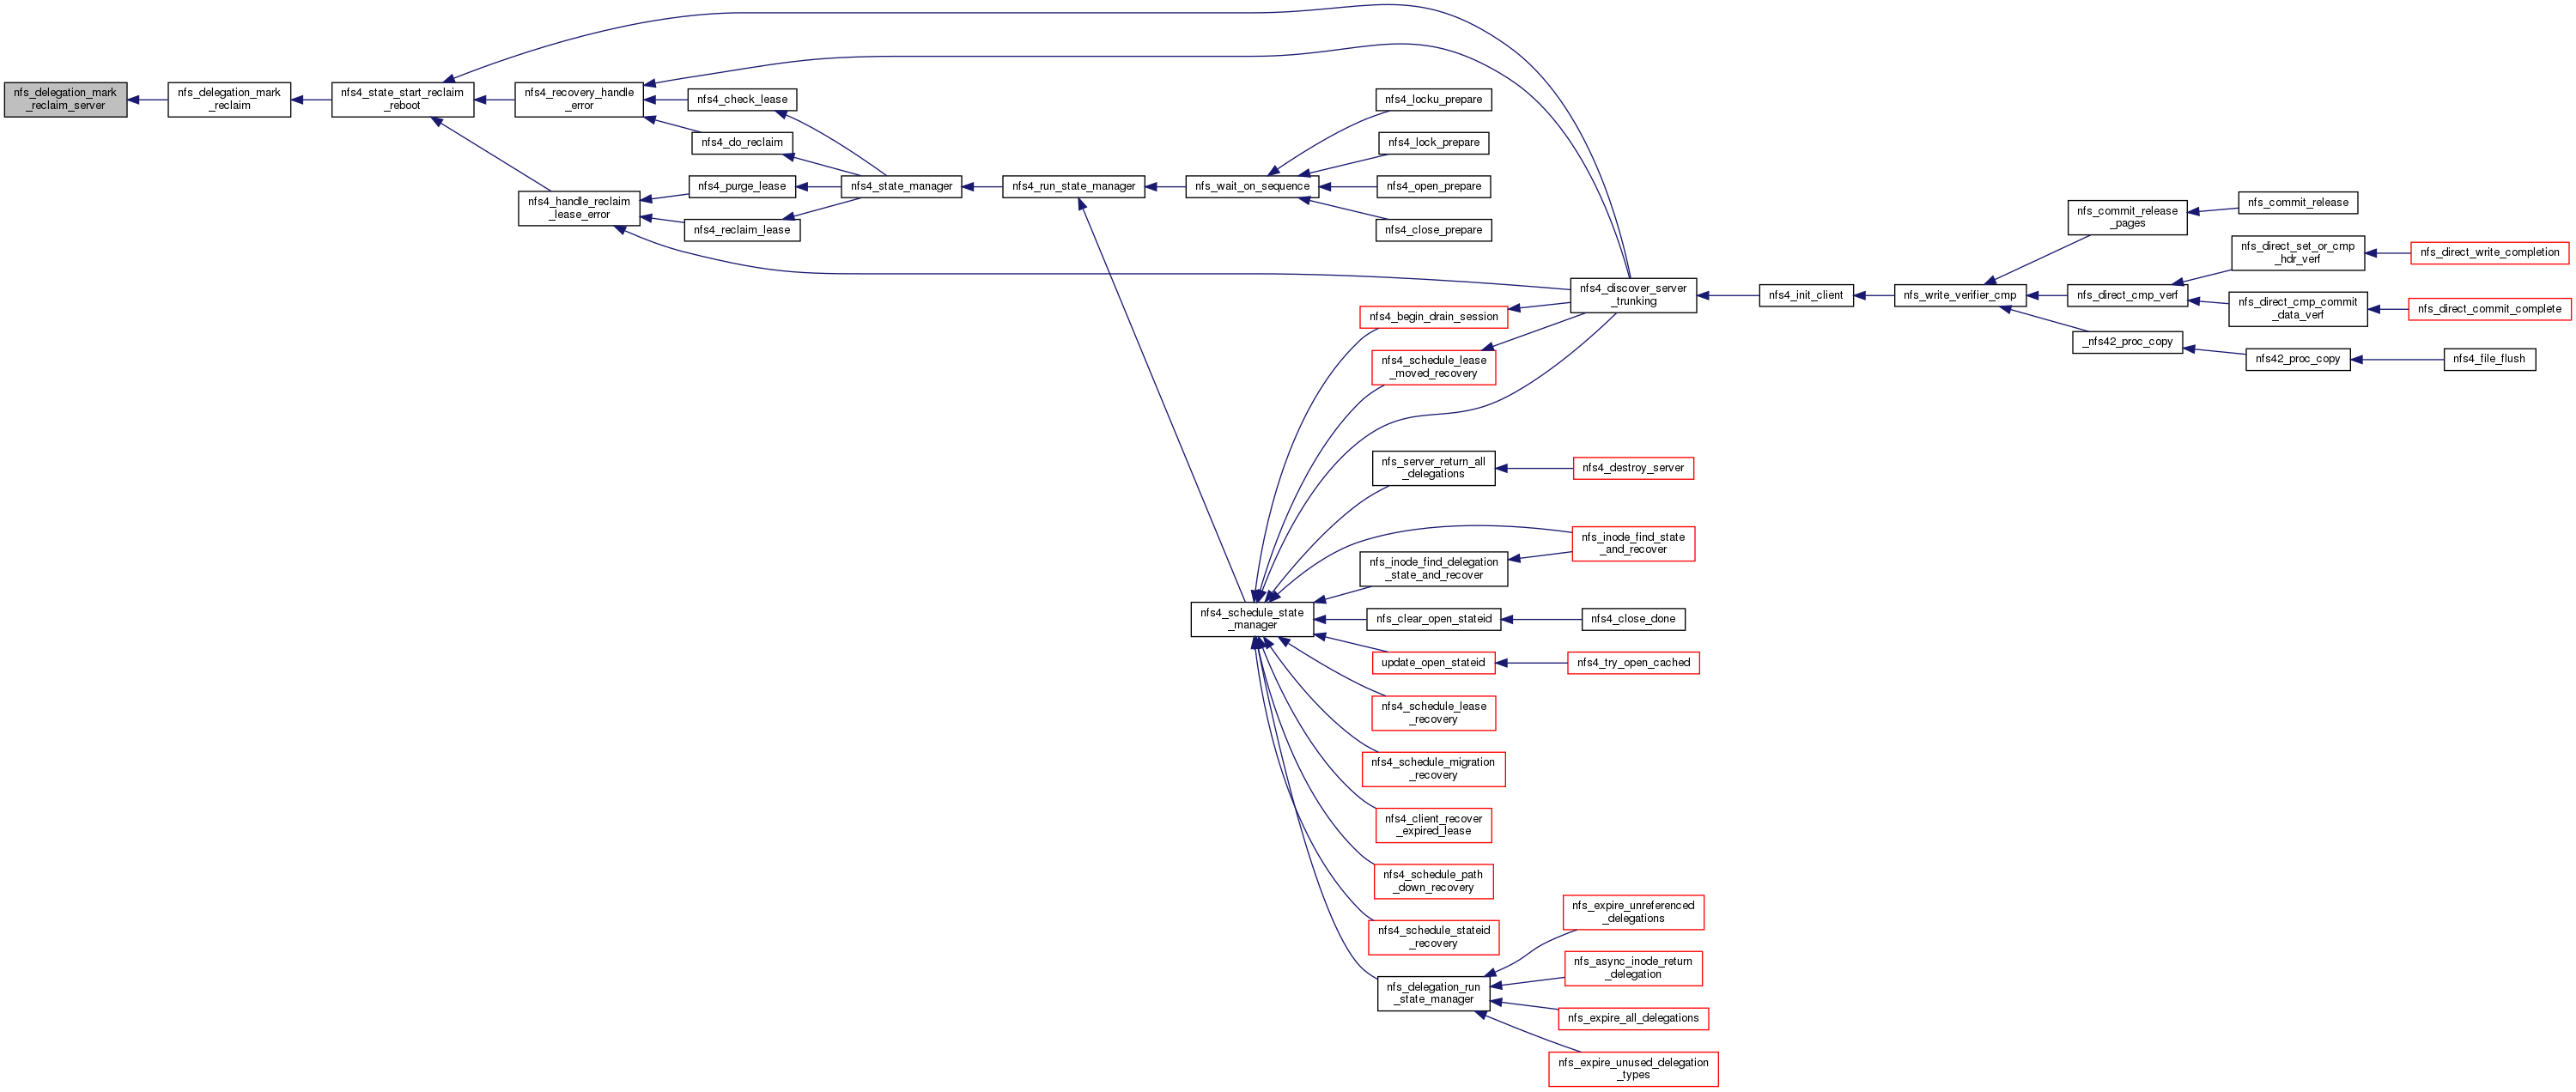 nfs_delegation_mark
_reclaim_server
nfs_delegation_mark
_reclaim
nfs4_state_start_reclaim
_reboot
nfs4_recovery_handle
_error
nfs4_check_lease
nfs4_do_reclaim
nfs4_handle_reclaim
_lease_error
nfs4_purge_lease
nfs4_reclaim_lease
nfs4_state_manager
nfs4_run_state_manager
nfs_wait_on_sequence
nfs4_locku_prepare
nfs4_lock_prepare
nfs4_open_prepare
nfs4_close_prepare
nfs4_discover_server
_trunking
nfs4_init_client
nfs_write_verifier_cmp
nfs_commit_release
_pages
nfs_commit_release
nfs_direct_cmp_verf
nfs_direct_set_or_cmp
_hdr_verf
nfs_direct_write_completion
nfs_direct_cmp_commit
_data_verf
nfs_direct_commit_complete
_nfs42_proc_copy
nfs42_proc_copy
nfs4_file_flush
nfs4_begin_drain_session
nfs4_schedule_lease
_moved_recovery
nfs4_schedule_state
_manager
nfs_server_return_all
_delegations
nfs4_destroy_server
nfs_inode_find_state
_and_recover
nfs_inode_find_delegation
_state_and_recover
nfs_clear_open_stateid
nfs4_close_done
update_open_stateid
nfs4_try_open_cached
nfs4_schedule_lease
_recovery
nfs4_schedule_migration
_recovery
nfs4_client_recover
_expired_lease
nfs4_schedule_path
_down_recovery
nfs4_schedule_stateid
_recovery
nfs_delegation_run
_state_manager
nfs_expire_unreferenced
_delegations
nfs_async_inode_return
_delegation
nfs_expire_all_delegations
nfs_expire_unused_delegation
_types